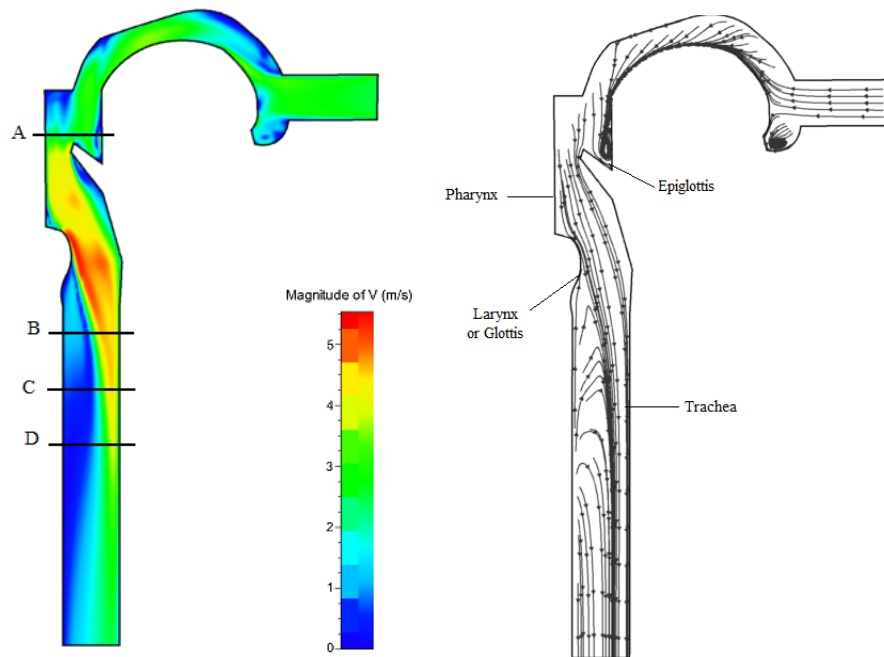 A
B
C
D
Magnitude of V (m/s)
5
4
3
2
1
0
Pharynx
Epiglottis
Larynx
or Glottis
Trachea